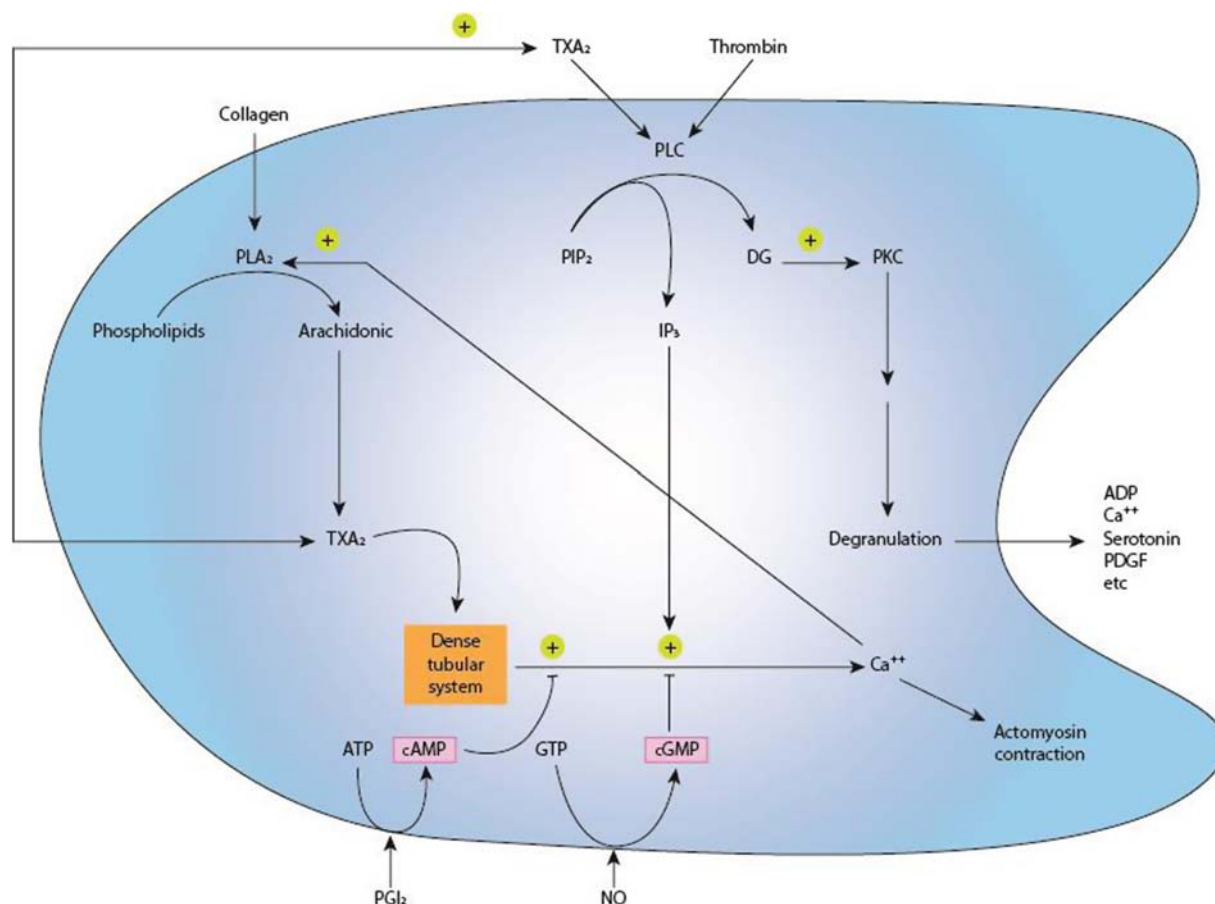 +
TXA₂
Thrombin
Collagen
PLC
+
+
PLA₂
PIP₂
DG
PKC
Phospholipids
Arachidonic
IP₃
TXA₂
Degranulation
ADP
Ca⁺⁺
Serotonin
PDGF
etc
Dense
tubular
system
+
+
Ca⁺⁺
Actomyosin
contraction
ATP
cAMP
GTP
cGMP
PGI₂
NO